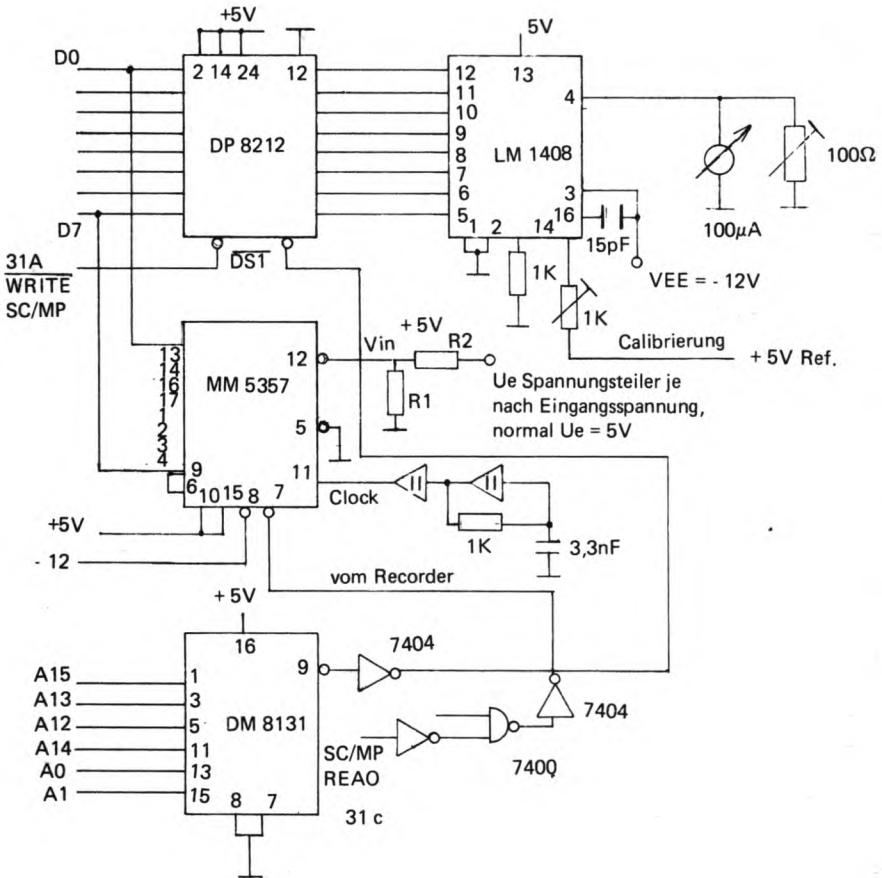 +5V
5V
D0
2 14 24 12
12 13
11
4
10
DP 8212
9
8
LM 1408
100Ω
7
6
3
5
1 2 14 16
D7
100µA
15pF
31A
DS1
WRITE
1K
VEE = - 12V
SC/MP
1K
+ 5V
Vin
R2
Calibrierung
+ 5V Ref.
13
12
14
MM 5357
16
17
R1
Ue Spannungsteiler je
nach Eingangsspannung,
normal Ue = 5V
1
2
5
3
4
9
11
6
10 15 8 7
Clock
+5V
1K
3,3nF
- 12
vom Recorder
+ 5V
16
7404
9
A15
1
A13
3
A12
5
DM 8131
7404
A14
11
SC/MP
A0
13
REAO
7400
A1
15
8 7
31 c